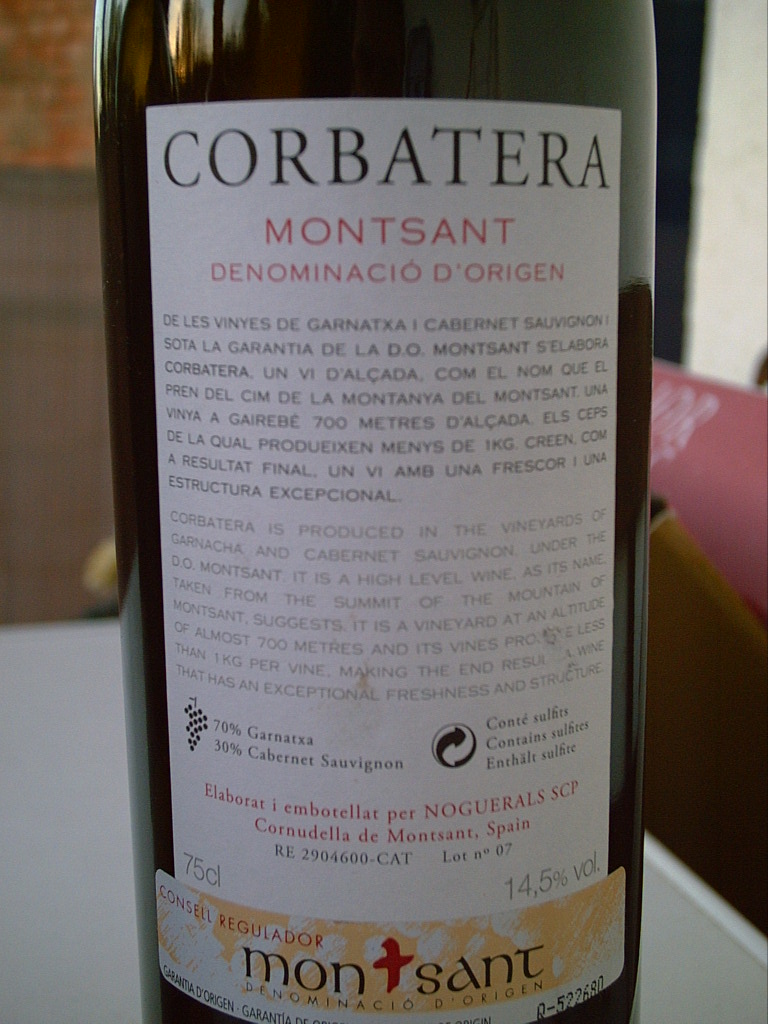 CORBATERA
MONTSANT
DENOMINACIÓ D'ORIGEN
DE LES VINYES DE GARNATXA I CABERNET SAUVIGNON I
SOTA LA GARANTIA DE LA D.O. MONTSANT S'ELABORA
CORBATERA, UN VI D'ALÇADA, COM EL NOM QUE EL
PREN DEL CIM DE LA MONTANYA DEL MONTSANT. UNA
VINYA A GAIREBÉ 700 METRES D'ALÇADA, ELS CEPS
DE LA QUAL PRODUEIXEN MENYS DE 1KG, CREEN, COM
A RESULTAT FINAL, UN VI AMB UNA FRESCOR I UNA
ESTRUCTURA EXCEPCIONAL.
CORBATERA IS PRODUCED IN THE VINEYARDS OF
GARNACHA AND CABERNET SAUVIGNON, UNDER THE
D.O. MONTSANT. IT IS A HIGH LEVEL WINE, AS ITS NAME,
TAKEN FROM THE SUMMIT OF THE MOUNTAIN OF
MONTSANT, SUGGESTS. IT IS A VINEYARD AT AN ALTITUDE
OF ALMOST 700 METRES AND ITS VINES LESS
THAN 1KG PER VINE, MAKING THE END A WINE
THAT HAS AN EXCEPTIONAL FRESHNESS AND STRUCTURE.
70% Garnatxa
30% Cabernet Sauvignon
Conté sulfits
Contains sulfites
Enthält sulfite
Elaborat i embotellat per NOGUERALS SCP
Cornudella de Montsant, Spain
RE 2904600-CAT Lot nº 07
75cl 14,5% vol.
CONSELL REGULADOR
montsant
DENOMINACIÓ D'ORIGEN
GARANTIA D'ORIGEN · GARANTÍA DE ORIGIN
R-522680